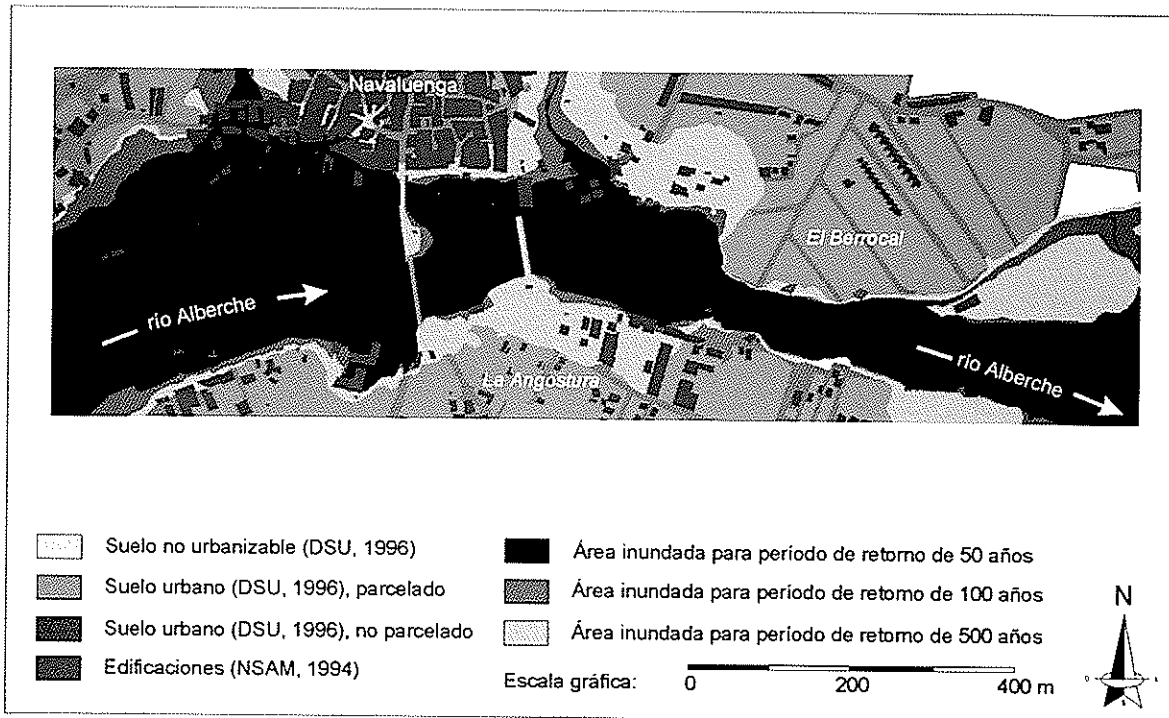 Navaluenga
El Berrocal
río Alberche
La Angostura
río Alberche
Suelo no urbanizable (DSU, 1996)
Suelo urbano (DSU, 1996), parcelado
Suelo urbano (DSU, 1996), no parcelado
Edificaciones (NSAM, 1994)
Área inundada para período de retorno de 50 años
Área inundada para período de retorno de 100 años
Área inundada para período de retorno de 500 años
Escala gráfica: 0 200 400 m
N